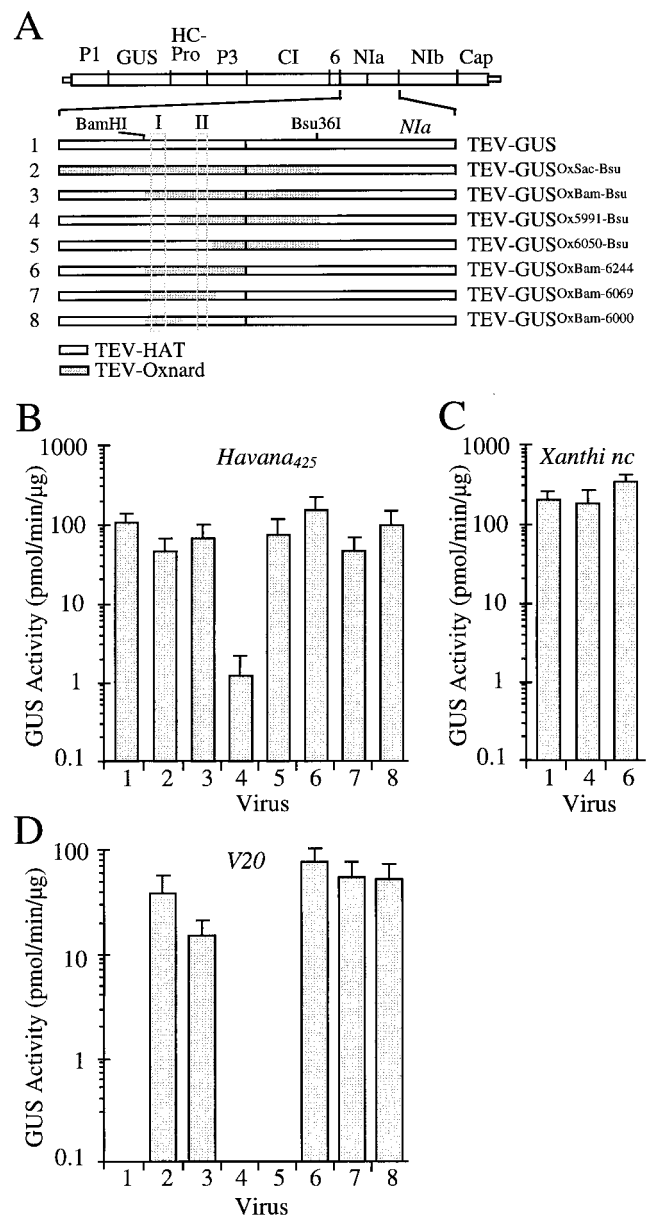 A
P1 GUS HC-Pro P3 CI 6 NIa NIb Cap
BamHI I II Bsu36I NIa
1 TEV-GUS
2 TEV-GUSOxSac-Bsu
3 TEV-GUSOxBam-Bsu
4 TEV-GUSOx5991-Bsu
5 TEV-GUSOx6050-Bsu
6 TEV-GUSOxBam-6244
7 TEV-GUSOxBam-6069
8 TEV-GUSOxBam-6000
TEV-HAT
TEV-Oxnard
B
Havana425
GUS Activity (pmol/min/µg)
1000
100
10
1
0.1
1 2 3 4 5 6 7 8
Virus
C
Xanthi nc
GUS Activity (pmol/min/µg)
1000
100
10
1
0.1
1 4 6
Virus
D
V20
GUS Activity (pmol/min/µg)
100
10
1
0.1
1 2 3 4 5 6 7 8
Virus